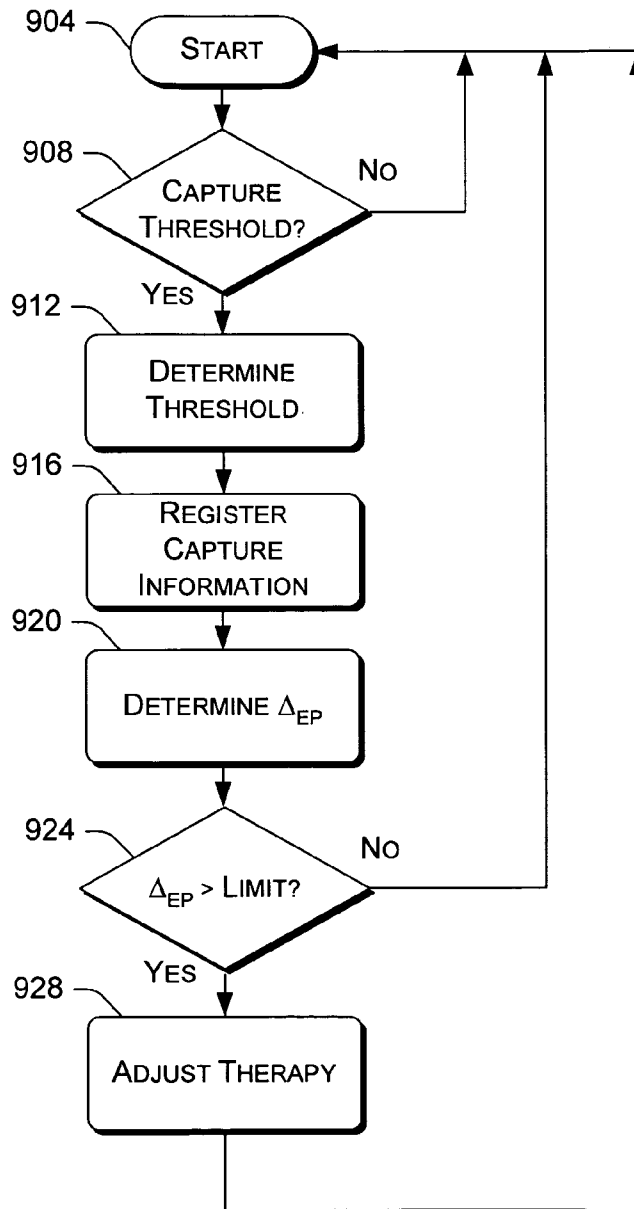 904
START
908
CAPTURE
THRESHOLD?
NO
YES
912
DETERMINE
THRESHOLD
916
REGISTER
CAPTURE
INFORMATION
920
DETERMINE ΔEP
924
ΔEP > LIMIT?
NO
YES
928
ADJUST THERAPY